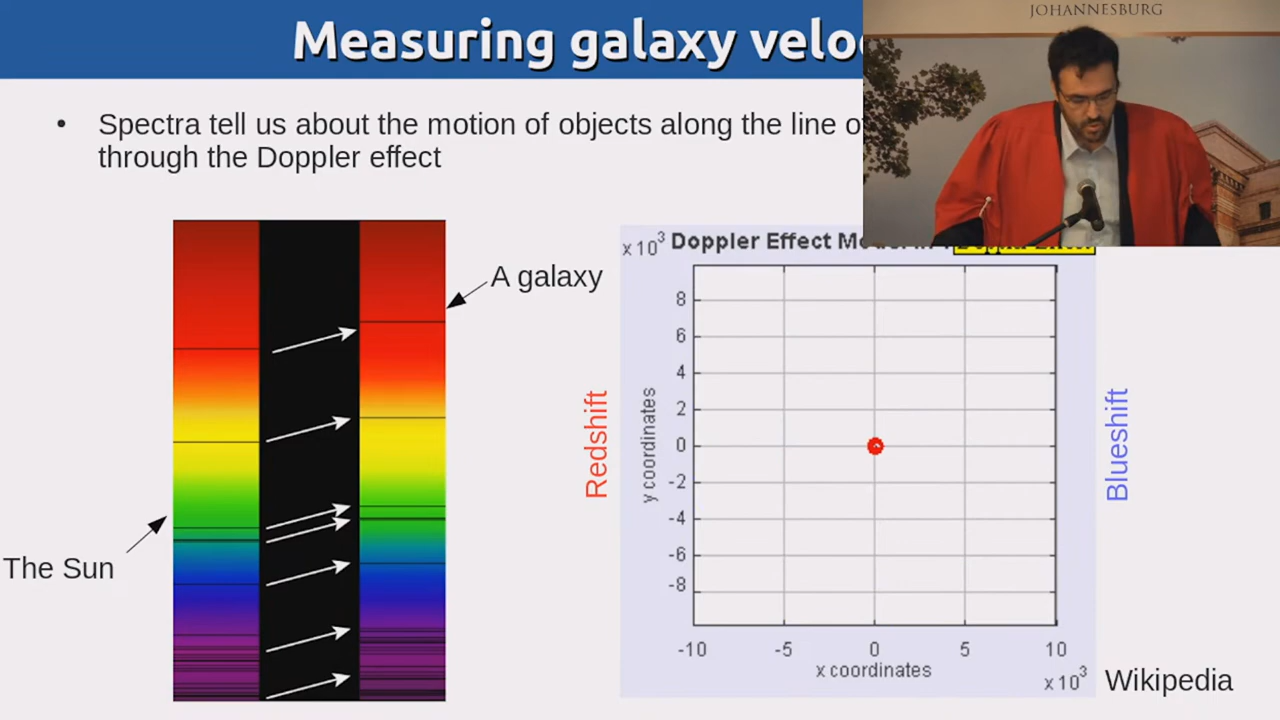 Measuring galaxy velo
JOHANNESBURG
• Spectra tell us about the motion of objects along the line o
through the Doppler effect
A galaxy
The Sun
Redshift
x 10³ Doppler Effect
8
6
4
2
0
-2
-4
-6
-8
y coordinates
-10 -5 0 5 10
x coordinates
x 10³
Blueshift
Wikipedia